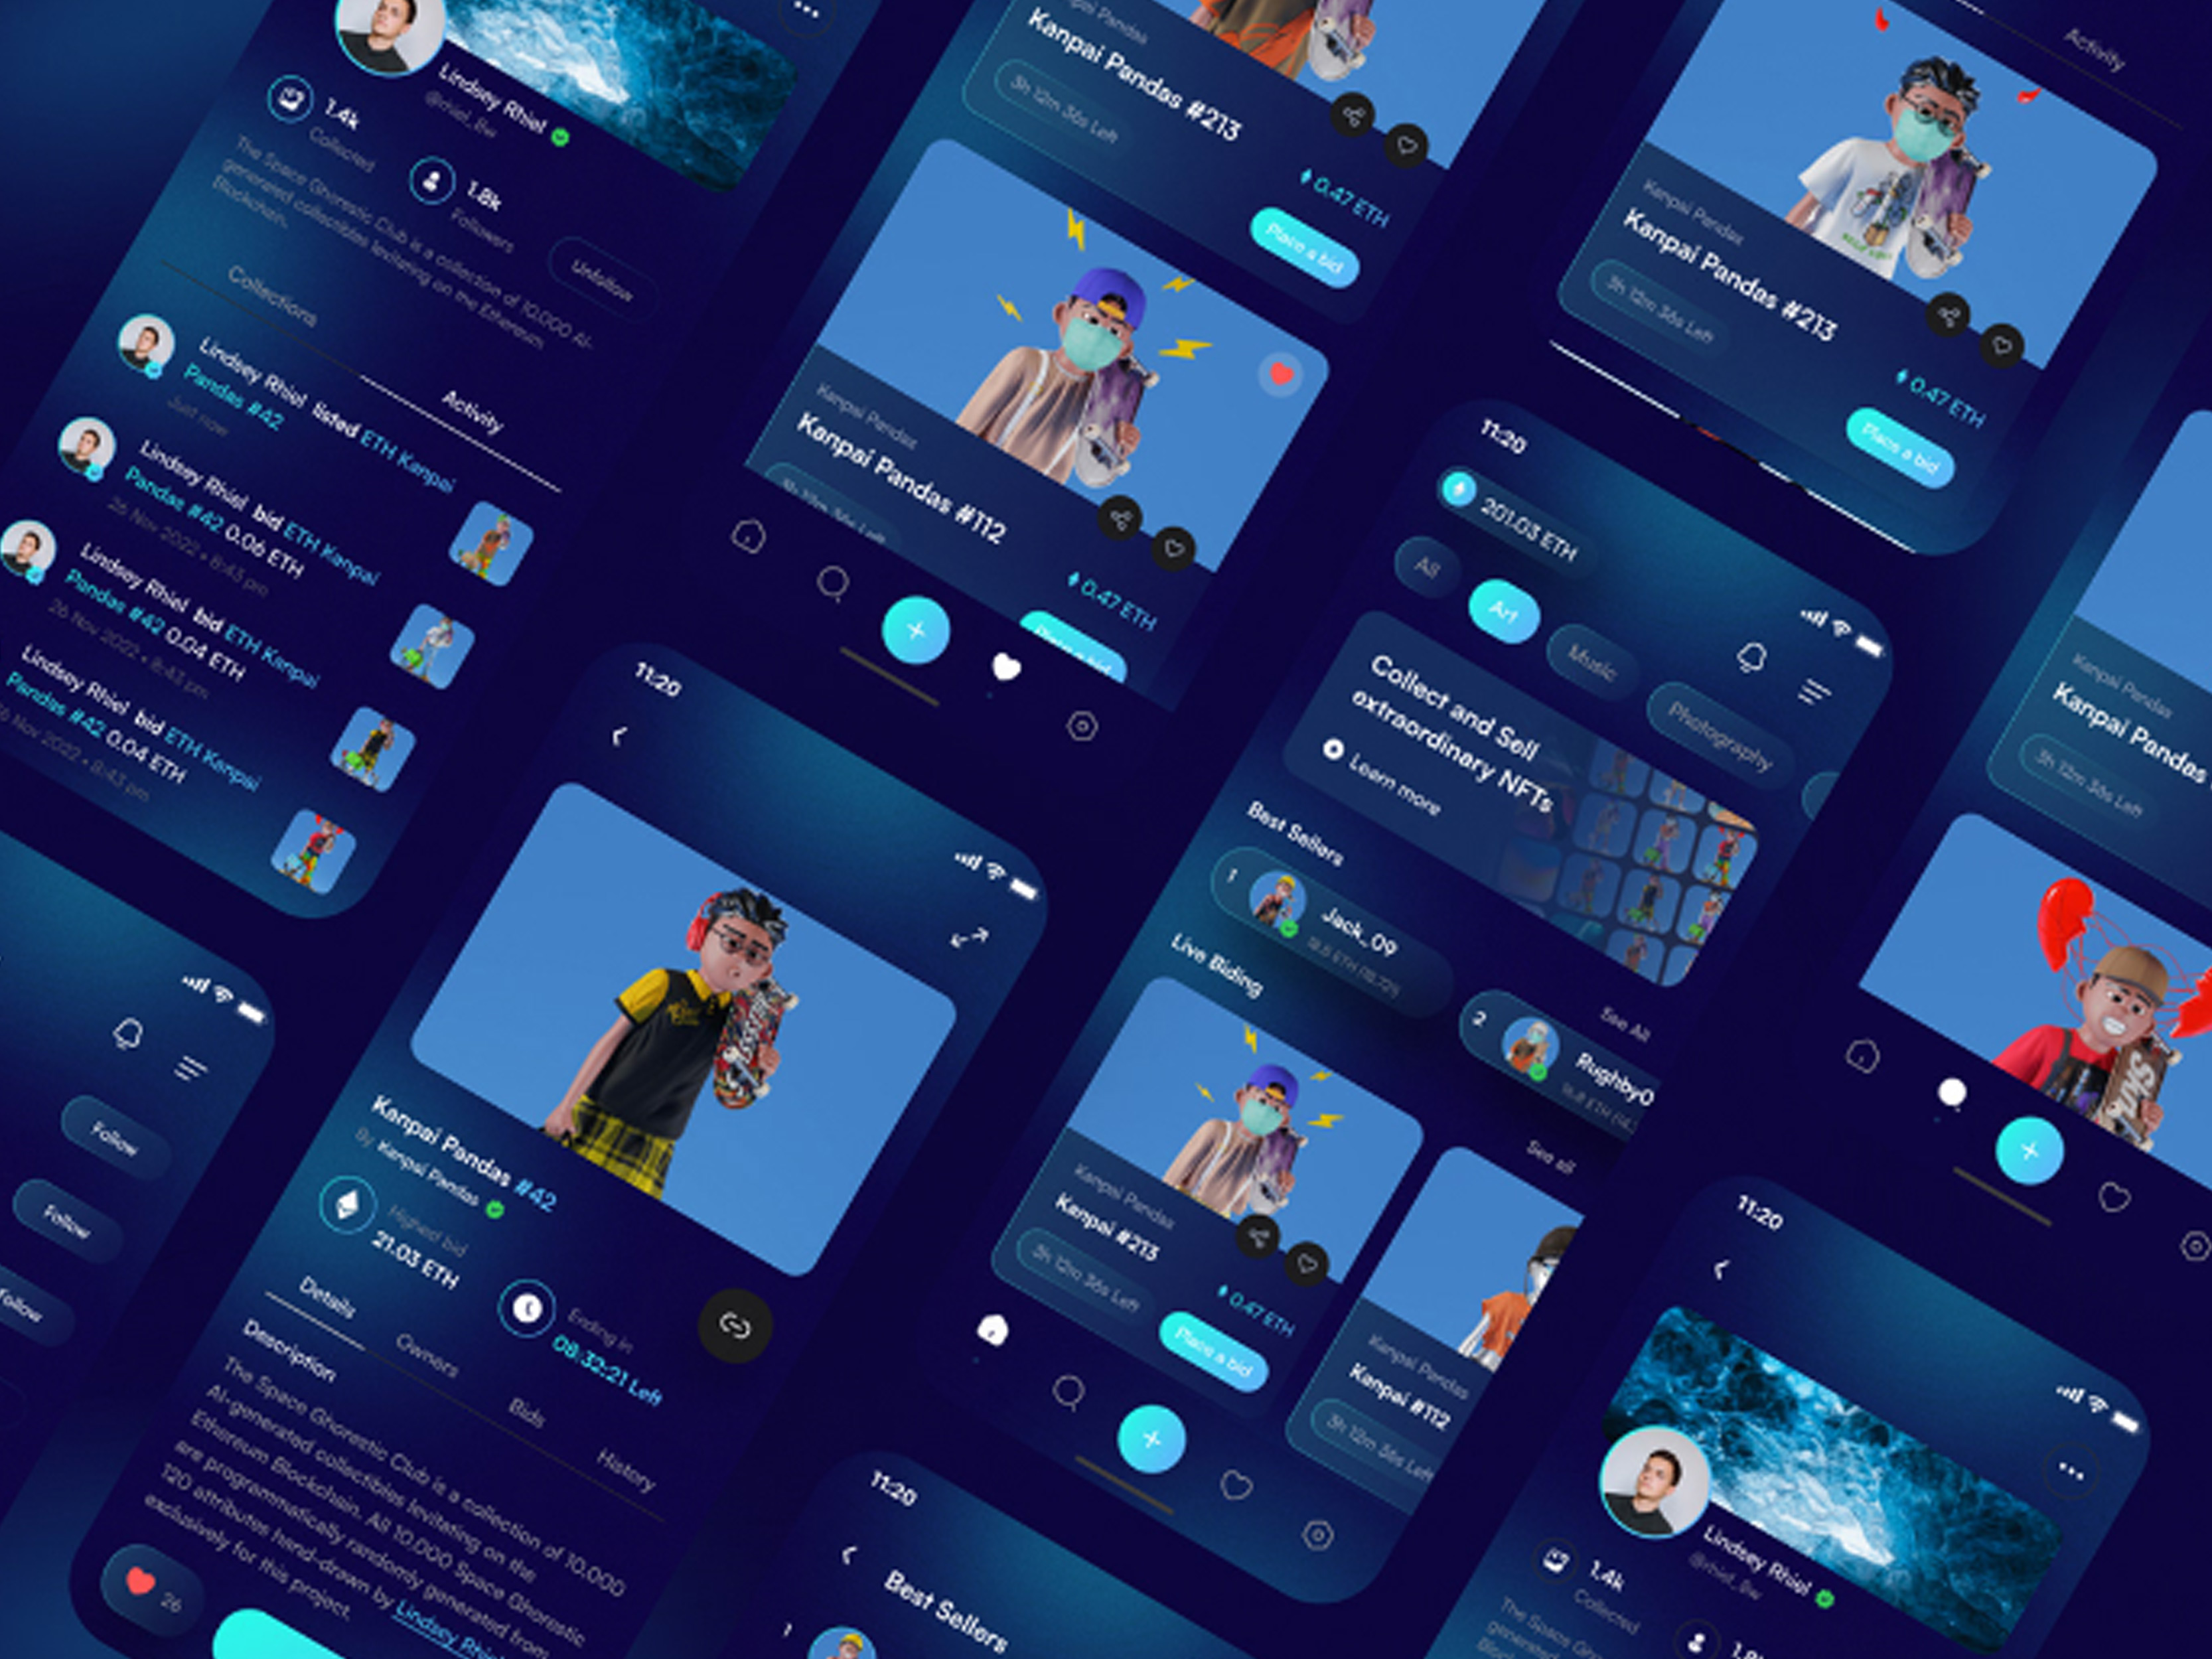 Lindsey Rhiel
@rhiel_8w
1.4k
Collected
1.8k
Followers
Unfollow
The Space Ghorestic Club is a collection of 10.000 AI-
generated collectibles levitating on the Ethereum
Blockchain.
Collections
Activity
Lindsey Rhiel listed ETH Kanpai
Pandas #42
Just now
Lindsey Rhiel bid ETH Kanpai
Pandas #42 0.06 ETH
26 Nov 2022 • 8:43 pm
Lindsey Rhiel bid ETH Kanpai
Pandas #42 0.04 ETH
26 Nov 2022 • 8:43 pm
Lindsey Rhiel bid ETH Kanpai
Pandas #42 0.04 ETH
Nov 2022 • 8:43 pm
Follow
Follow
Follow
Kanpai Pandas
Kanpai Pandas #213
3h 12m 36s Left
0.47 ETH
Place a bid
Kanpai Pandas
Kanpai Pandas #112
0.47 ETH
Place a bid
11:20
Kanpai Pandas #42
By Kanpai Pandas
Highest bid
21.03 ETH
Ending in
08:32:21 Left
Details
Owners
Bids
History
Description
The Space Ghorestic Club is a collection of 10.000
AI-generated collectibles levitating on the
Ethereum Blockchain. All 10,000 Space Ghorestic
are programmatically randomly generated from
120 attributes hand-drawn by Lindsey Rhiel
exclusively for this project.
26
Activity
Kanpai Pandas
Kanpai Pandas #213
3h 12m 36s Left
0.47 ETH
Place a bid
11:20
201.03 ETH
All
Art
Music
Photography
Collect and Sell
extraordinary NFTs
Learn more
Best Sellers
See All
1
Jack_09
2
Rughby0
Live Biding
See all
Kanpai Pandas
Kanpai #213
3h 12m 36s Left
0.47 ETH
Place a bid
Kanpai Pandas
Kanpai #112
3h 12m 36s Left
11:20
Best Sellers
1
Kanpai Pandas
Kanpai Pandas
3h 12m 36s Left
11:20
Lindsey Rhiel
@rhiel_8w
1.4k
Collected
The Space